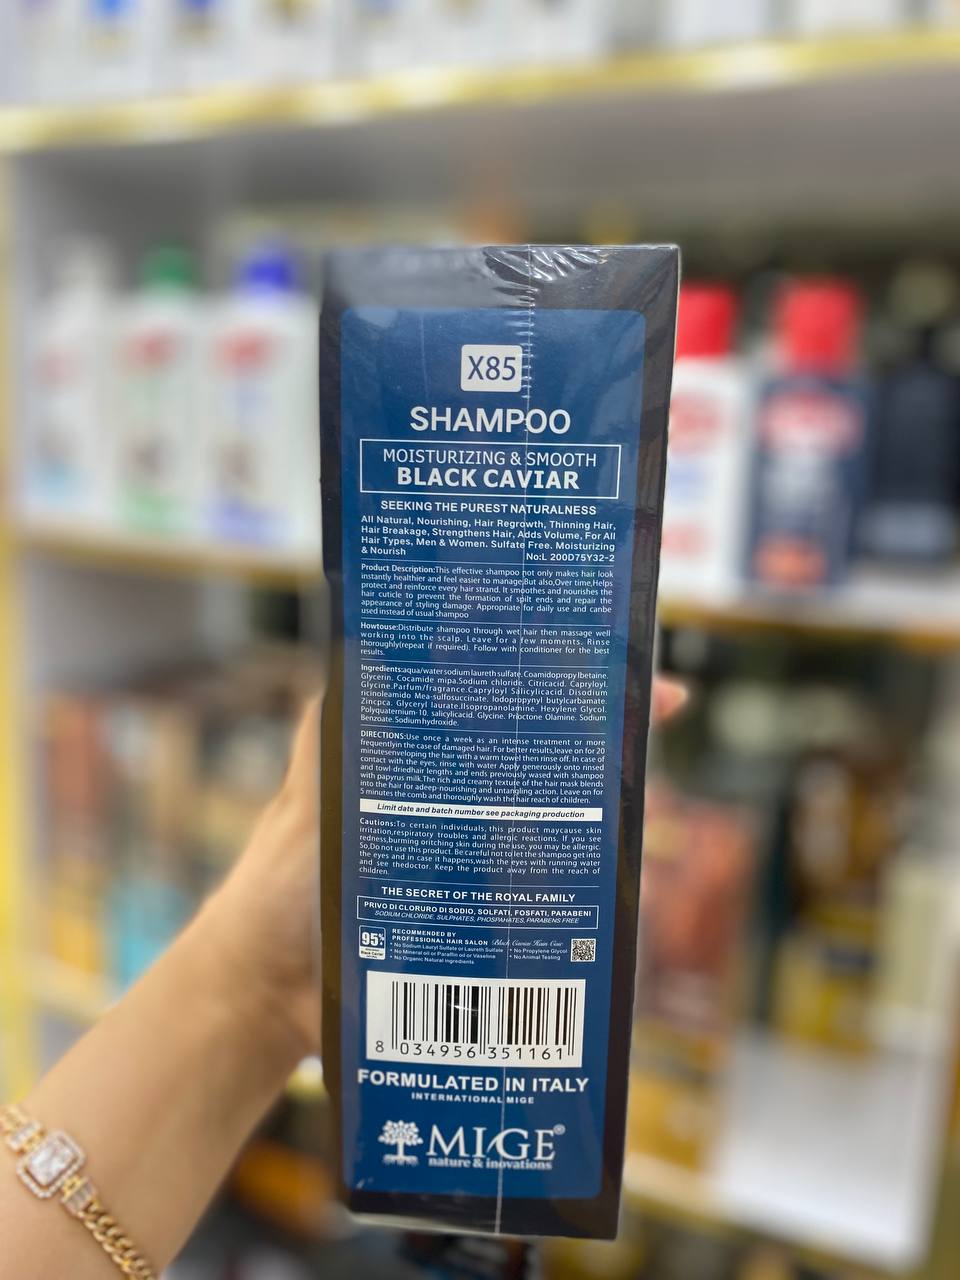 X85
SHAMPOO
MOISTURIZING & SMOOTH
BLACK CAVIAR
SEEKING THE PUREST NATURALNESS
All Natural, Nourishing, Hair Regrowth, Thinning Hair,
Hair Breakage, Strengthens Hair, Adds Volume, For All
Hair Types, Men & Women. Sulfate Free. Moisturizing
& Nourish No:L 200D75Y32-2
Product Description:This effective shampoo not only makes hair look
instantly healthier and feel easier to manage,But also,Over time,Helps
protect and reinforce every hair strand. It smoothes and nourishes the
hair cuticle to prevent the formation of spilt ends and repair the
appearance of styling damage. Appropriate for daily use and canbe
used instead of usual shampoo
Howtouse:Distribute shampoo through wet hair then massage well
working into the scalp. Leave for a few moments. Rinse
thoroughly(repeat if required). Follow with conditioner for the best
results.
Ingredients:aqua/water sodium laureth sulfate. Coamidopropylbetaine.
Glycerin. Cocamide mipa.Sodium chloride. Citricacid. Capryloyl.
Glycine.Parfum/fragrance.Capryloyl Salicylicacid. Disodium
ricinoleamido Mea-sulfosuccinate. Iodopropynyl butylcarbamate.
Zincpca. Glyceryl laurate.Ilsopropanolamine. Hexylene Glycol.
Polyquaternium-10. salicylicacid. Glycine. Prioctone Olamine. Sodium
Benzoate. Sodium hydroxide.
DIRECTIONS:Use once a week as an intense treatment or more
frequentlyin the case of damaged hair. For better results,leave on for 20
minutesenveloping the hair with a warm towel then rinse off. In case of
contact with the eyes, rinse with water Apply generously onto rinsed
and towl-driedhair lengths and ends previously wased with shampoo
with papyrus milk.The rich and creamy texture of the hair mask blends
into the hair for adeep-nourishing and untangling action. Leave on for
5 minutes the comb and thoroughly wash the hair reach of children.
Limit date and batch number see packaging production
Cautions:To certain individuals, this product maycause skin
irritation,respiratory troubles and allergic reactions. If you see
redness,burming oritching skin during the use, you may be allergic.
So,Do not use this product. Be careful not to let the shampoo get into
the eyes and in case it happens,wash the eyes with running water
and see thedoctor. Keep the product away from the reach of
children.
THE SECRET OF THE ROYAL FAMILY
PRIVO DI CLORURO DI SODIO, SOLFATI, FOSFATI, PARABENI
SODIUM CHLORIDE, SULPHATES, PHOSPAHATES, PARABENS FREE
95%
Black Caviar
RECOMMENDED BY
PROFESSIONAL HAIR SALON Black Caviar Hair Care
• No Sodium Lauryl Sulfate or Laureth Sulfate • No Propylene Glycol
• No Mineral oil or Paraffin oil or Vaseline • No Animal Testing
• No Organic Natural Ingredients
8 034956 351161
FORMULATED IN ITALY
INTERNATIONAL MIGE
MIGE®
nature & inovations